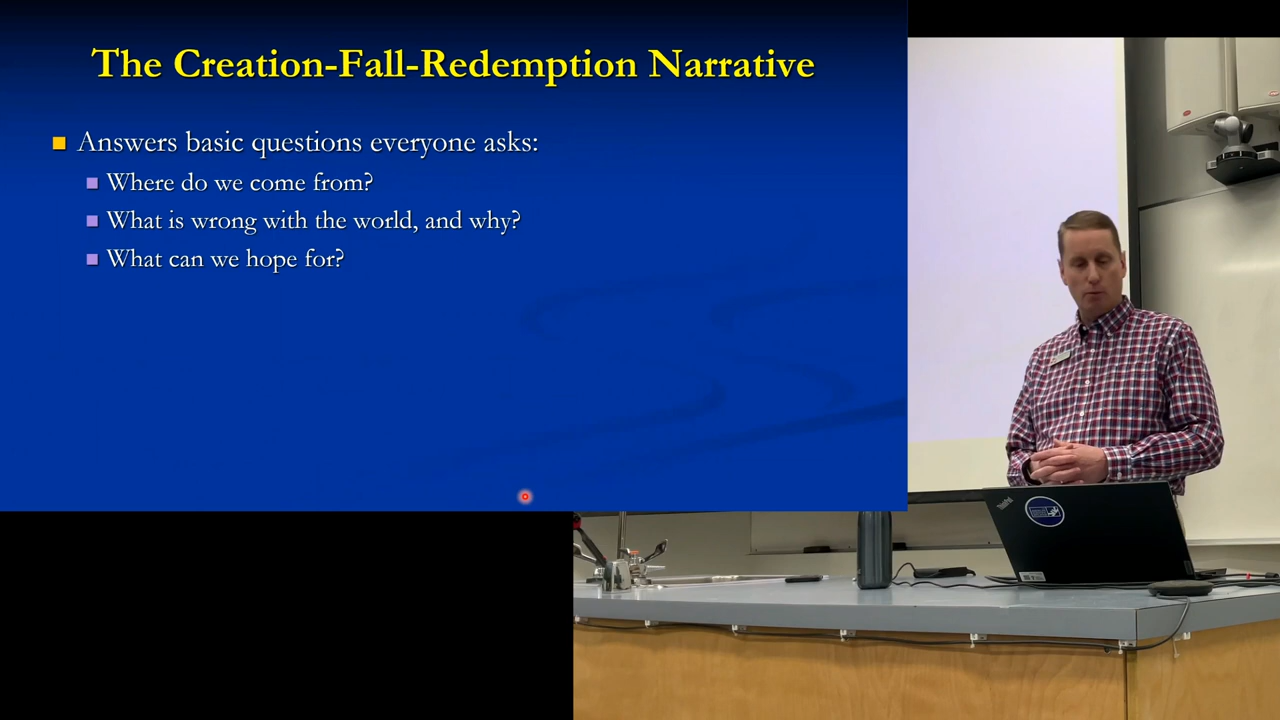 The Creation-Fall-Redemption Narrative
Answers basic questions everyone asks:
Where do we come from?
What is wrong with the world, and why?
What can we hope for?
ThinkPad